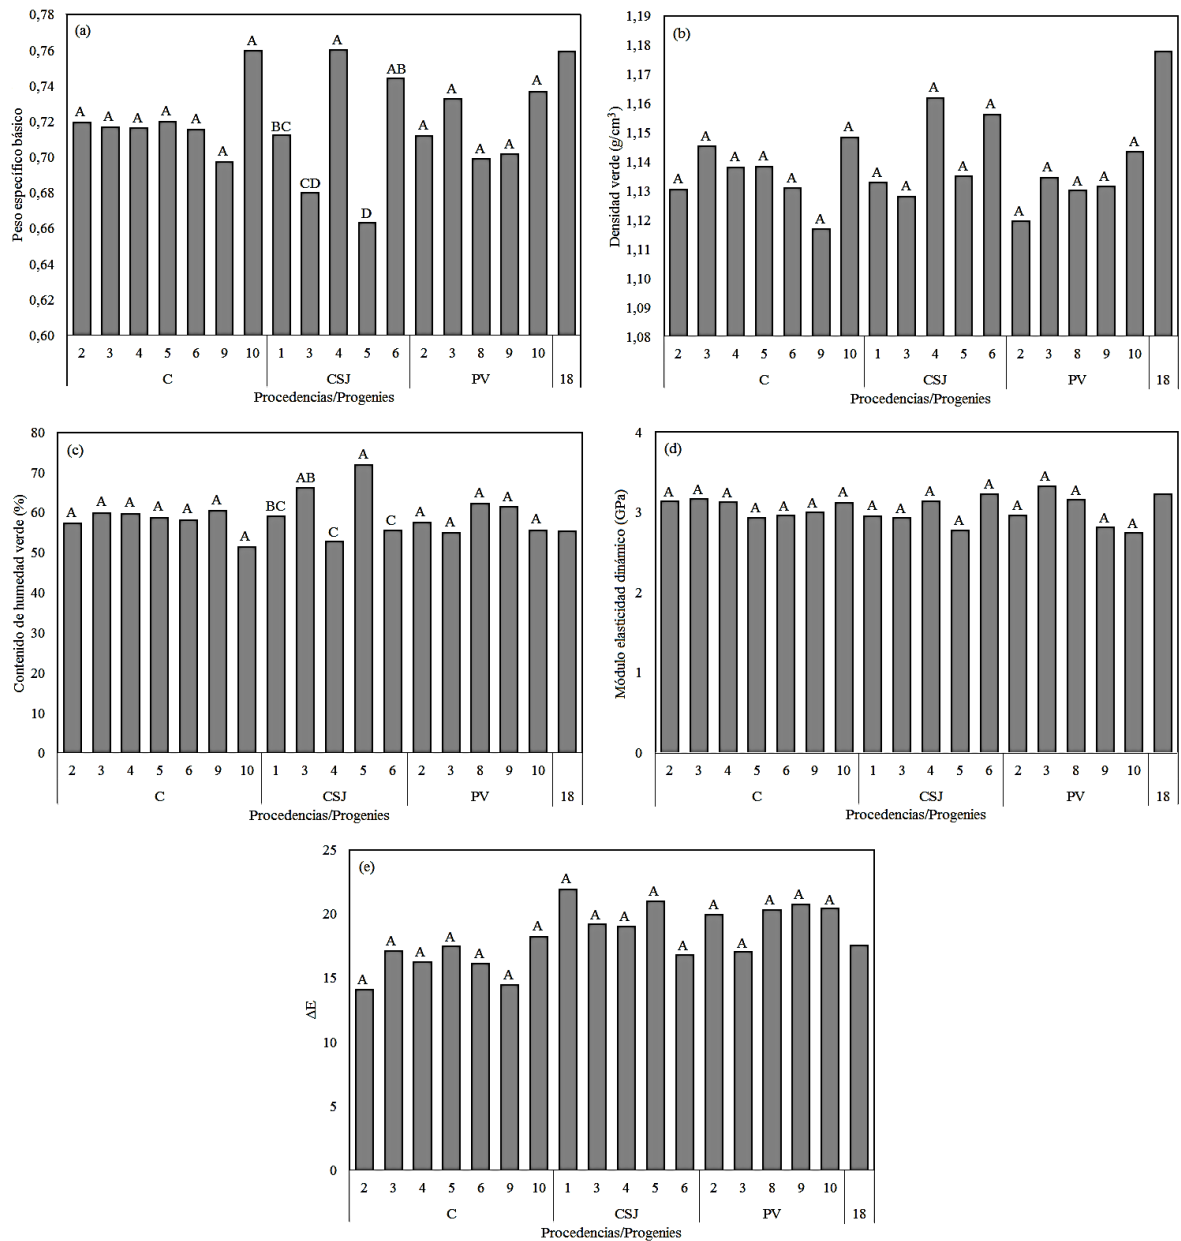 (a)
Peso específico básico
0,78
0,76
0,74
0,72
0,70
0,68
0,66
0,64
0,62
0,60
A A A A A A A BC CD A D AB A A A A A
2 3 4 5 6 9 10 1 3 4 5 6 2 3 8 9 10
C CSJ PV 18
Procedencias/Progenies
(b)
Densidad verde (g/cm³)
1,19
1,18
1,17
1,16
1,15
1,14
1,13
1,12
1,11
1,10
1,09
1,08
A A A A A A A A A A A A A A A A A
2 3 4 5 6 9 10 1 3 4 5 6 2 3 8 9 10
C CSJ PV 18
Procedencias/Progenies
(c)
Contenido de humedad verde (%)
80
70
60
50
40
30
20
10
0
A A A A A A A BC AB C A C A A A A A
2 3 4 5 6 9 10 1 3 4 5 6 2 3 8 9 10
C CSJ PV 18
Procedencias/Progenies
(d)
Módulo elasticidad dinámico (GPa)
4
3
2
1
0
A A A A A A A A A A A A A A A A A
2 3 4 5 6 9 10 1 3 4 5 6 2 3 8 9 10
C CSJ PV 18
Procedencias/Progenies
(e)
ΔE
25
20
15
10
5
0
A A A A A A A A A A A A A A A A A
2 3 4 5 6 9 10 1 3 4 5 6 2 3 8 9 10
C CSJ PV 18
Procedencias/Progenies